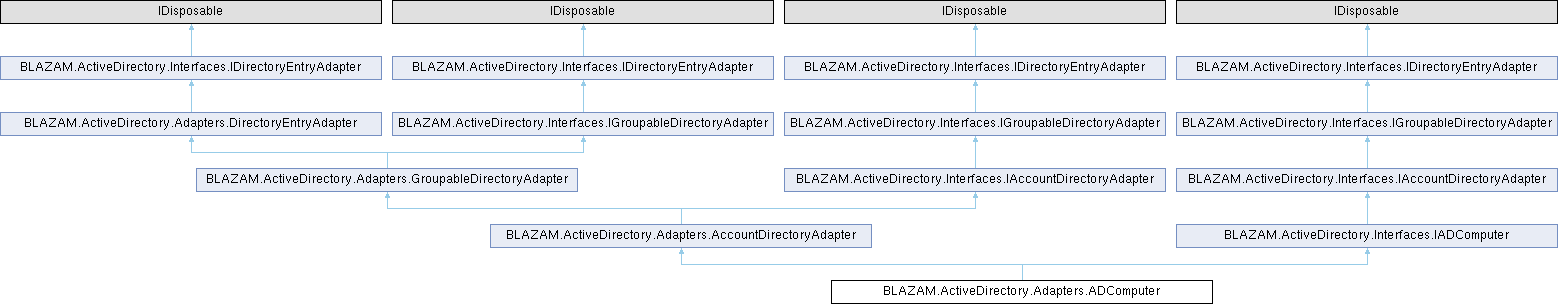 IDisposable
IDisposable
IDisposable
IDisposable
BLAZAM.ActiveDirectory.Interfaces.IDirectoryEntryAdapter
BLAZAM.ActiveDirectory.Interfaces.IDirectoryEntryAdapter
BLAZAM.ActiveDirectory.Interfaces.IDirectoryEntryAdapter
BLAZAM.ActiveDirectory.Interfaces.IDirectoryEntryAdapter
BLAZAM.ActiveDirectory.Adapters.DirectoryEntryAdapter
BLAZAM.ActiveDirectory.Interfaces.IGroupableDirectoryAdapter
BLAZAM.ActiveDirectory.Interfaces.IGroupableDirectoryAdapter
BLAZAM.ActiveDirectory.Interfaces.IGroupableDirectoryAdapter
BLAZAM.ActiveDirectory.Adapters.GroupableDirectoryAdapter
BLAZAM.ActiveDirectory.Interfaces.IAccountDirectoryAdapter
BLAZAM.ActiveDirectory.Interfaces.IAccountDirectoryAdapter
BLAZAM.ActiveDirectory.Adapters.AccountDirectoryAdapter
BLAZAM.ActiveDirectory.Interfaces.IADComputer
BLAZAM.ActiveDirectory.Adapters.ADComputer